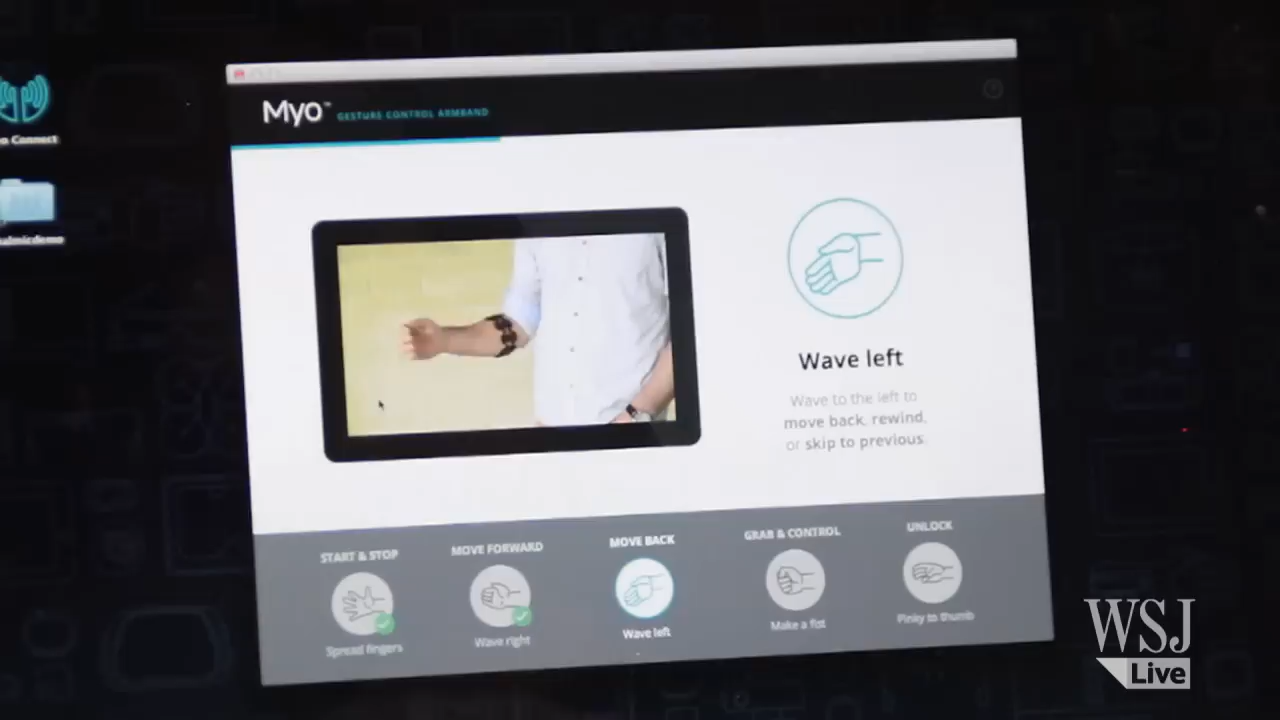 Myo™ GESTURE CONTROL ARMBAND
Connect
Wave left
Wave to the left to
move back, rewind,
or skip to previous.
START & STOP
MOVE FORWARD
MOVE BACK
GRAB & CONTROL
UNLOCK
Spread fingers
Wave right
Wave left
Make a fist
Pinky to thumb
WSJ
Live